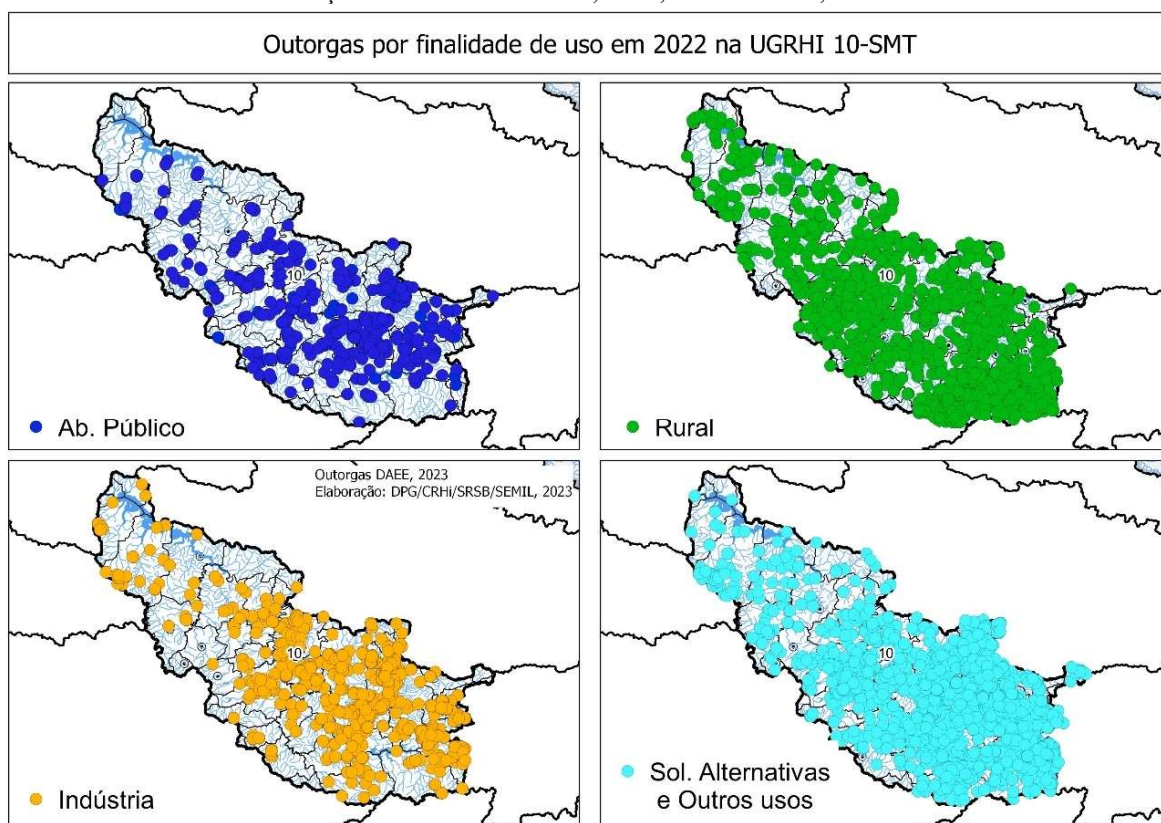 Outorgas por finalidade de uso em 2022 na UGRHI 10-SMT
10
Ab. Público
10
Rural
Outorgas DAEE, 2023
Elaboração: DPG/CRHi/SRSB/SEMIL, 2023
10
Indústria
10
Sol. Alternativas
e Outros usos